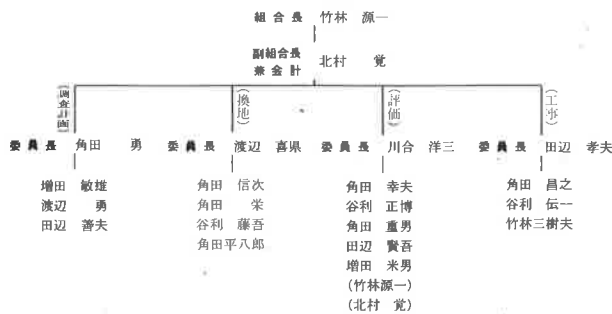 組合長 竹林 源一
副組合長
兼会計 北村 覚
(調査計画)
(換地)
(評価)
(工事)
委員長 角田 勇
委員長 渡辺 喜県
委員長 川合 洋三
委員長 田辺 孝夫
増田 敏雄
渡辺 勇
田辺 善夫
角田 信次
角田 栄
谷利 藤吾
角田平八郎
角田 幸夫
谷利 正博
角田 重男
田辺 賢吾
増田 米男
(竹林源一)
(北村 覚)
角田 昌之
谷利 伝一
竹林三樹夫